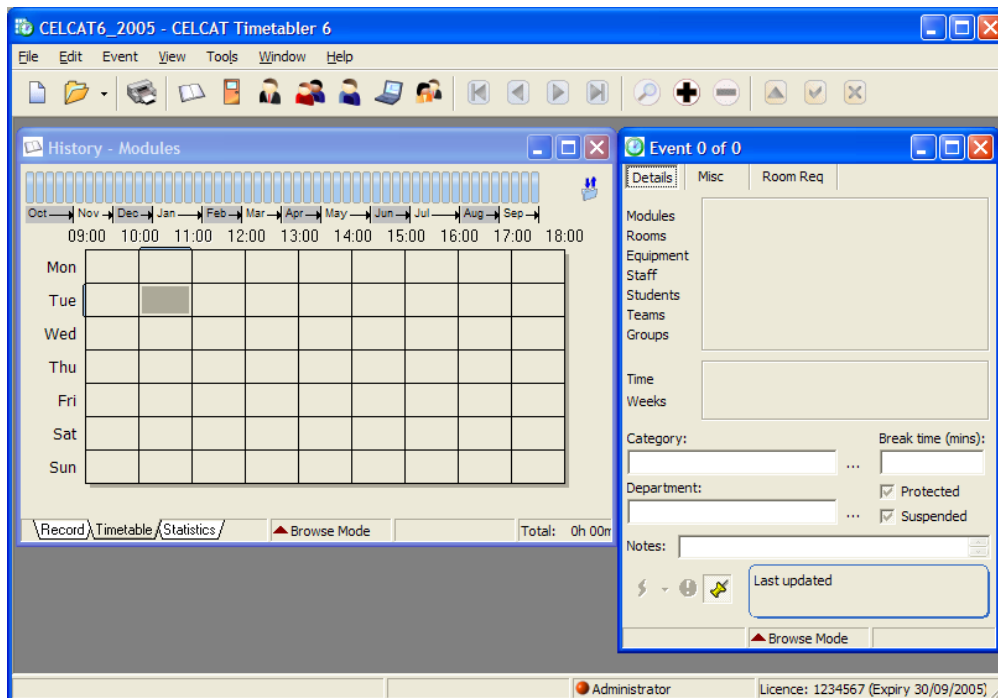 CELCAT6_2005 - CELCAT Timetabler 6
File Edit Event View Tools Window Help
History - Modules
Oct Nov Dec Jan Feb Mar Apr May Jun Jul Aug Sep
09:00 10:00 11:00 12:00 13:00 14:00 15:00 16:00 17:00 18:00
Mon
Tue
Wed
Thu
Fri
Sat
Sun
Record Timetable Statistics Browse Mode Total: 0h 00m
Event 0 of 0
Details Misc Room Req
Modules
Rooms
Equipment
Staff
Students
Teams
Groups
Time
Weeks
Category: Break time (mins):
...
Department: Protected
... Suspended
Notes:
Last updated
Browse Mode
Administrator Licence: 1234567 (Expiry 30/09/2005)